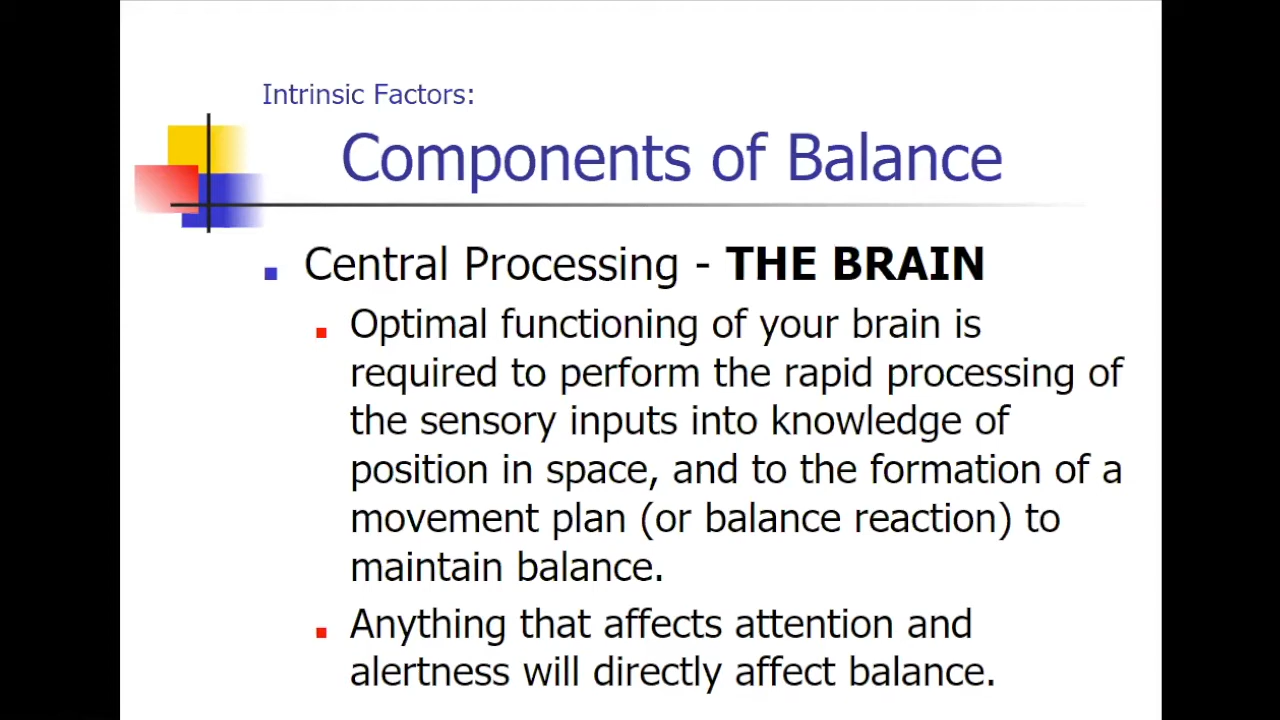 Intrinsic Factors:
Components of Balance
Central Processing - THE BRAIN
Optimal functioning of your brain is
required to perform the rapid processing of
the sensory inputs into knowledge of
position in space, and to the formation of a
movement plan (or balance reaction) to
maintain balance.
Anything that affects attention and
alertness will directly affect balance.